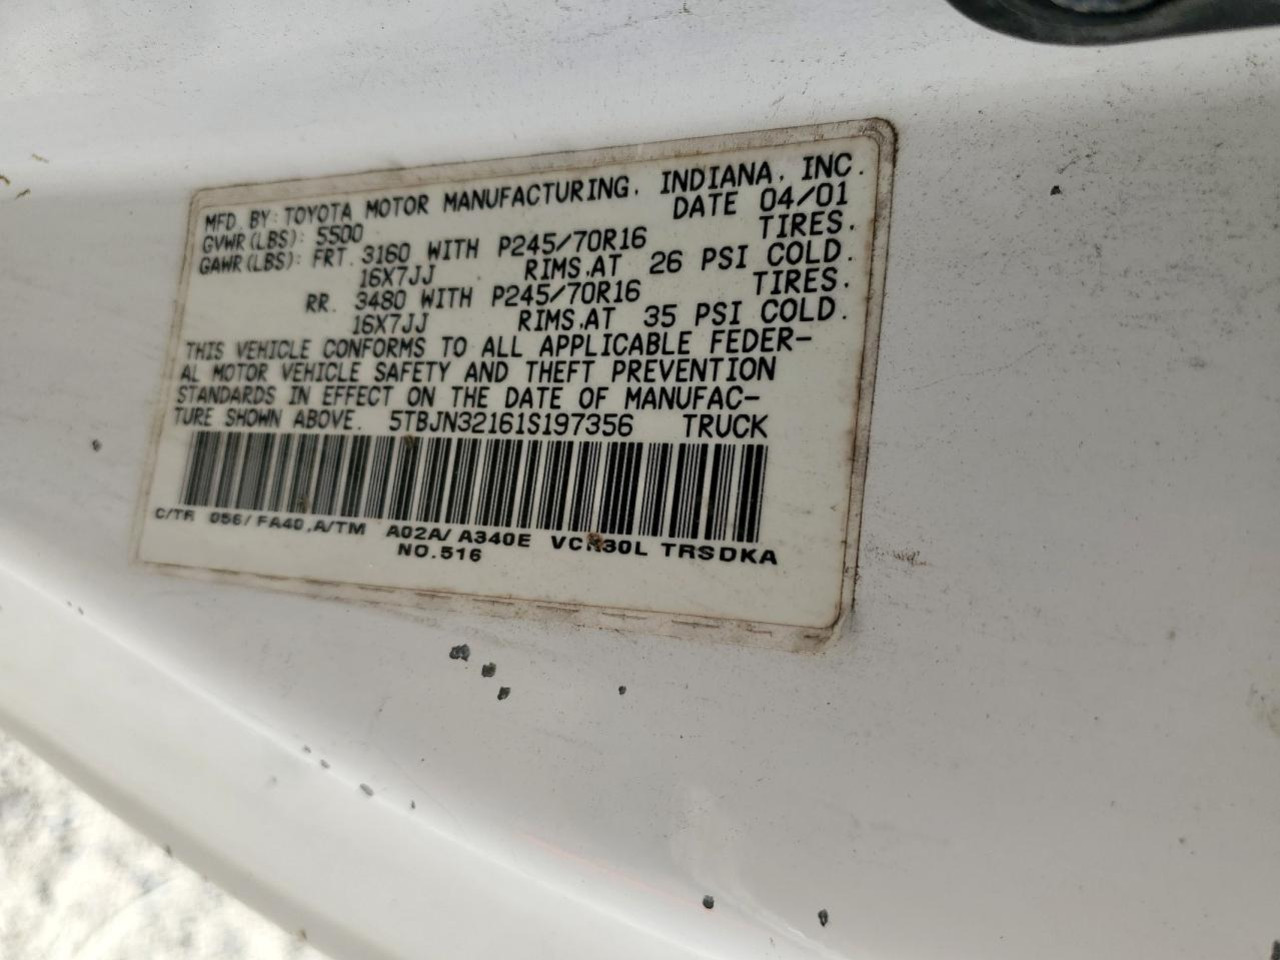 MFD. BY: TOYOTA MOTOR MANUFACTURING, INDIANA, INC.
GVWR(LBS): 5500 DATE 04/01
GAWR(LBS): FRT. 3160 WITH P245/70R16 TIRES.
16X7JJ RIMS.AT 26 PSI COLD.
RR. 3480 WITH P245/70R16 TIRES.
16X7JJ RIMS.AT 35 PSI COLD.
THIS VEHICLE CONFORMS TO ALL APPLICABLE FEDER-
AL MOTOR VEHICLE SAFETY AND THEFT PREVENTION
STANDARDS IN EFFECT ON THE DATE OF MANUFAC-
TURE SHOWN ABOVE. 5TBJN32161S197356 TRUCK
C/TR 056/FA40,A/TM A02A/A340E VCR30L TRSDKA
NO.516